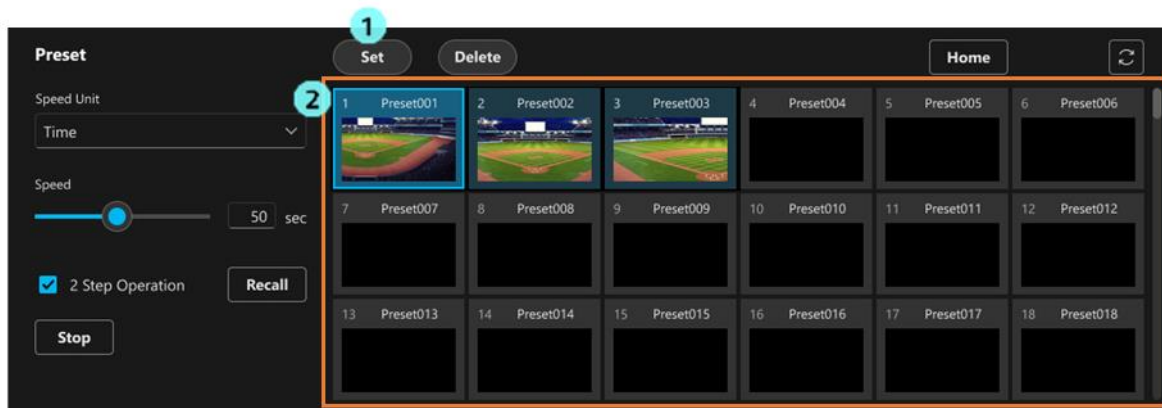 1
Preset
Set
Delete
Home
2
Speed Unit
Time
Speed
50 sec
2 Step Operation
Recall
Stop
1 Preset001
2 Preset002
3 Preset003
4 Preset004
5 Preset005
6 Preset006
7 Preset007
8 Preset008
9 Preset009
10 Preset010
11 Preset011
12 Preset012
13 Preset013
14 Preset014
15 Preset015
16 Preset016
17 Preset017
18 Preset018